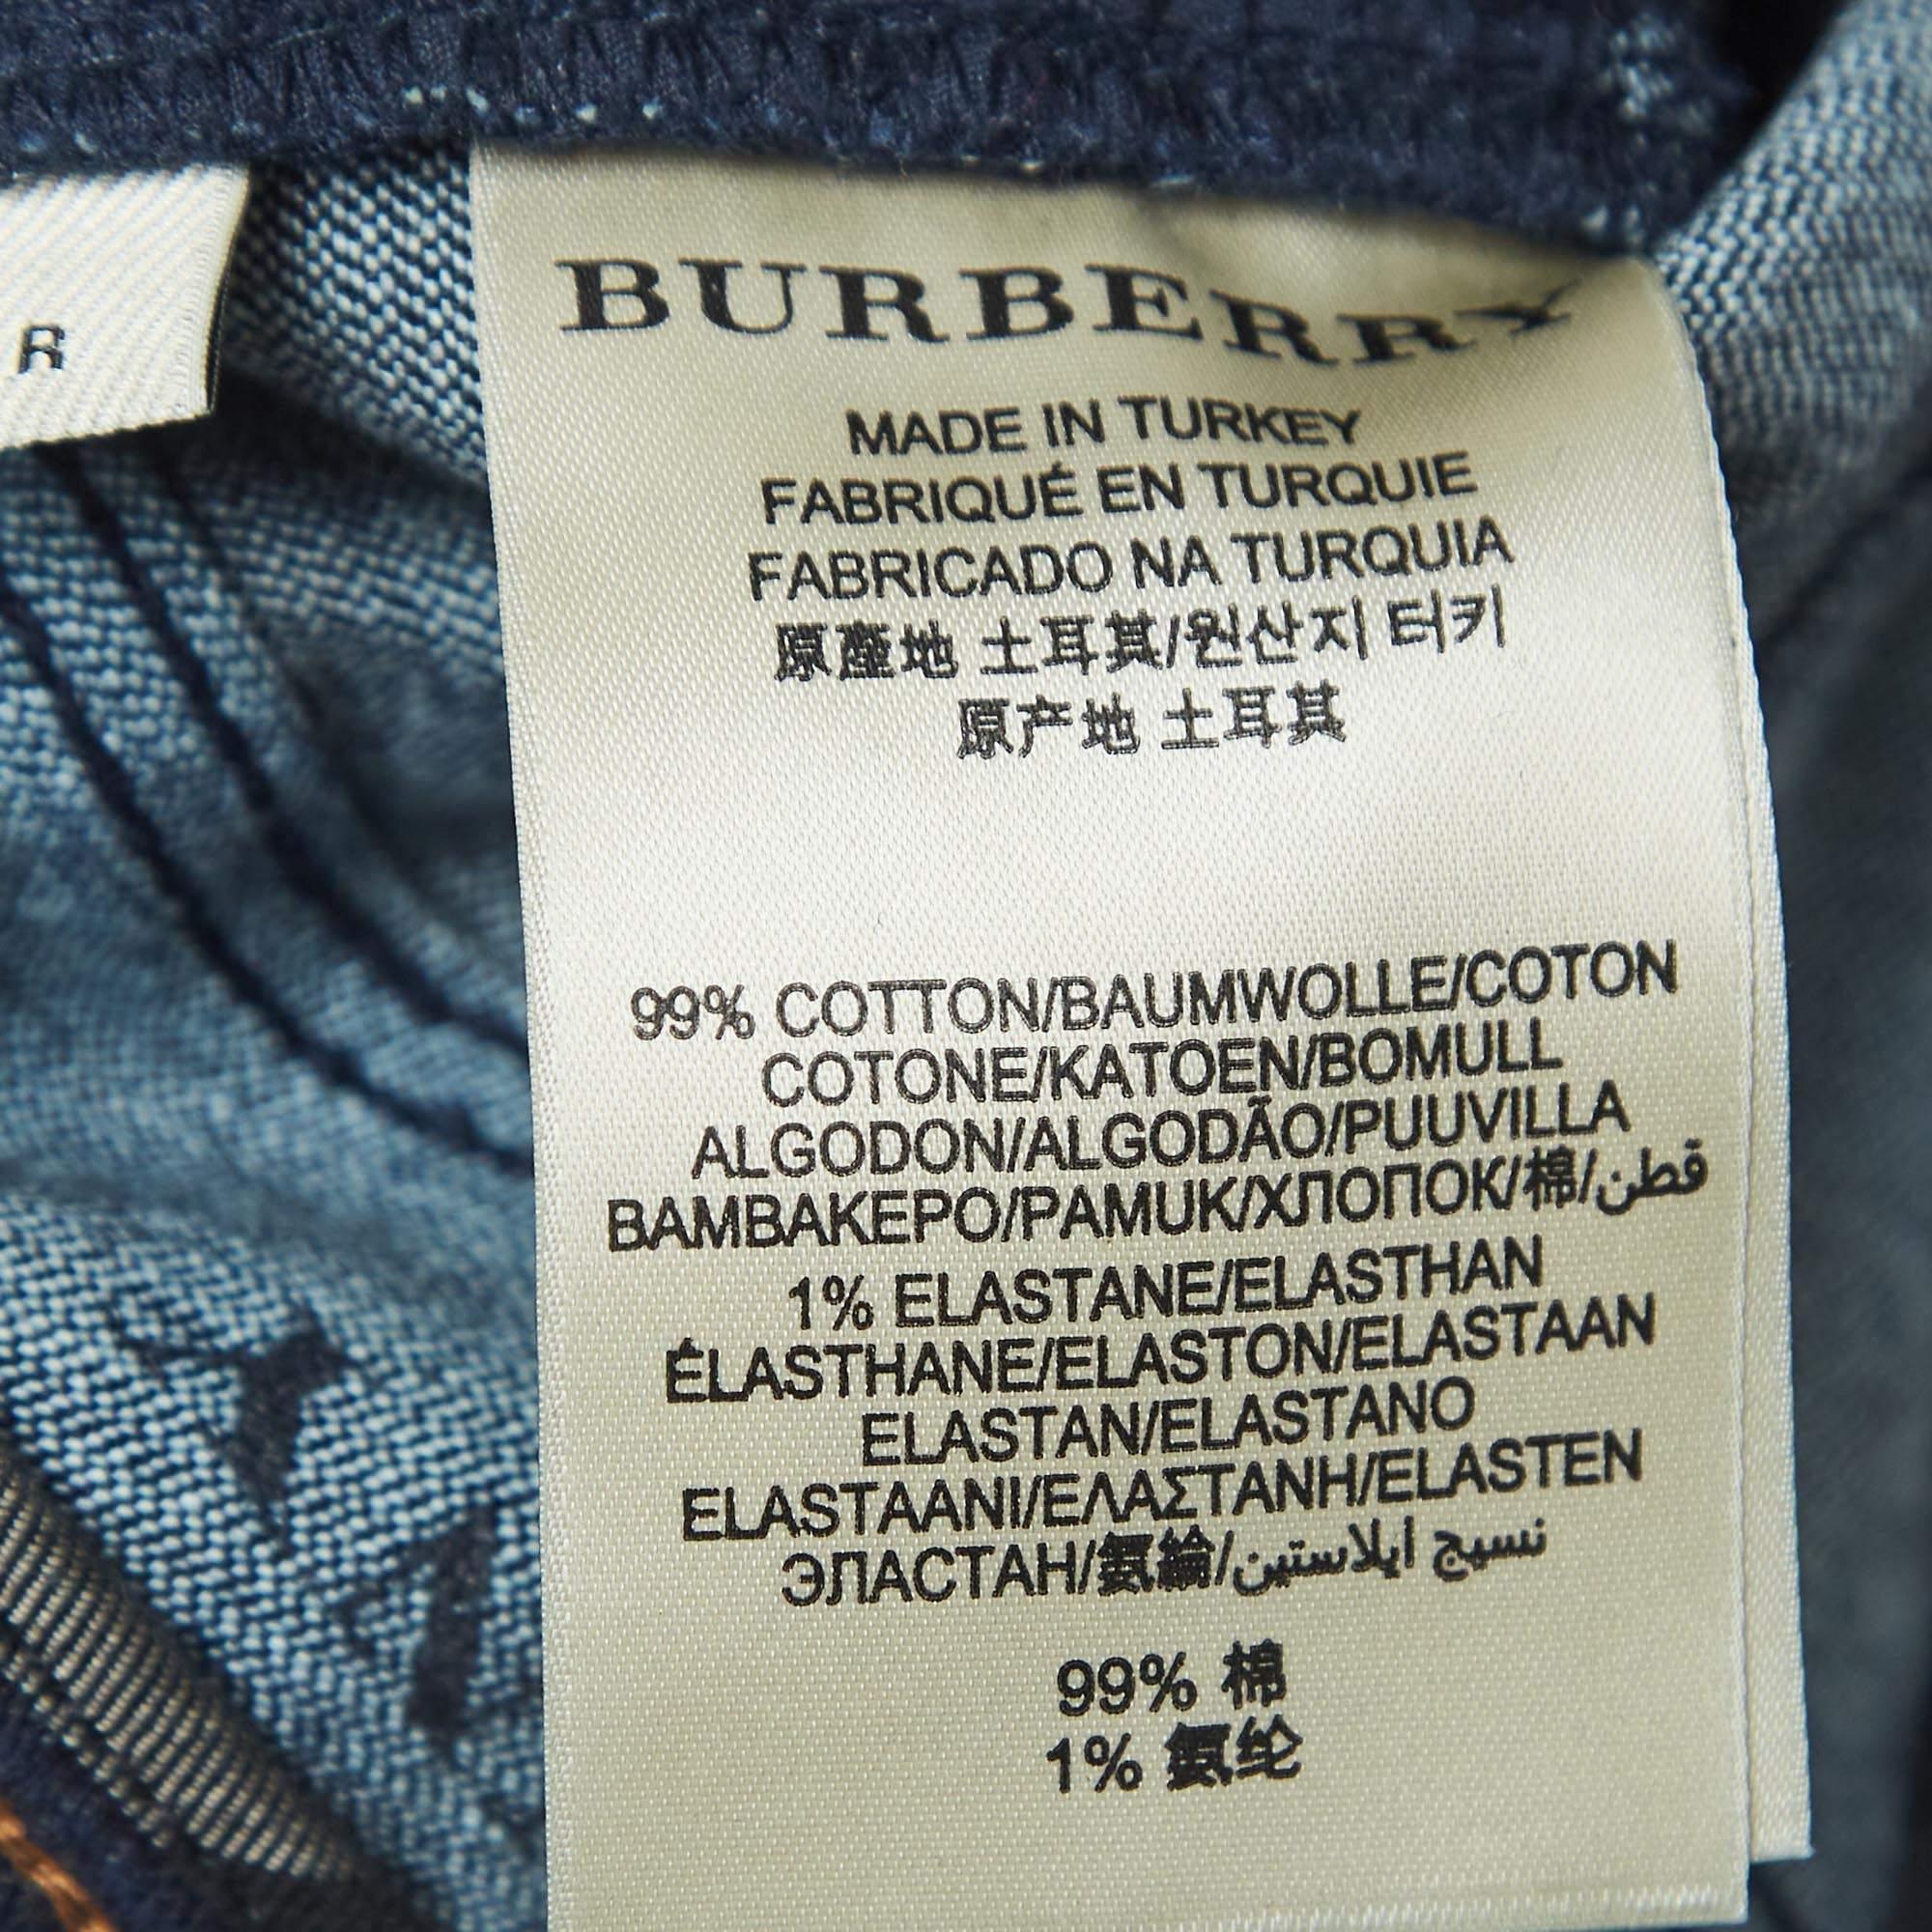 R
BURBERRY
MADE IN TURKEY
FABRIQUÉ EN TURQUIE
FABRICADO NA TURQUIA
原產地 土耳其/원산지 터키
原产地 土耳其
99% COTTON/BAUMWOLLE/COTON
COTONE/KATOEN/BOMULL
ALGODON/ALGODÃO/PUUVILLA
ΒΑΜΒΑΚΕΡΟ/PAMUK/ХЛОПОК/棉/قطن
1% ELASTANE/ELASTHAN
ÉLASTHANE/ELASTON/ELASTAAN
ELASTAN/ELASTANO
ELASTAANI/ΕΛΑΣΤΑΝΗ/ELASTEN
ЭЛАСТАН/氨綸/نسيج ايلاستين
99% 棉
1% 氨纶